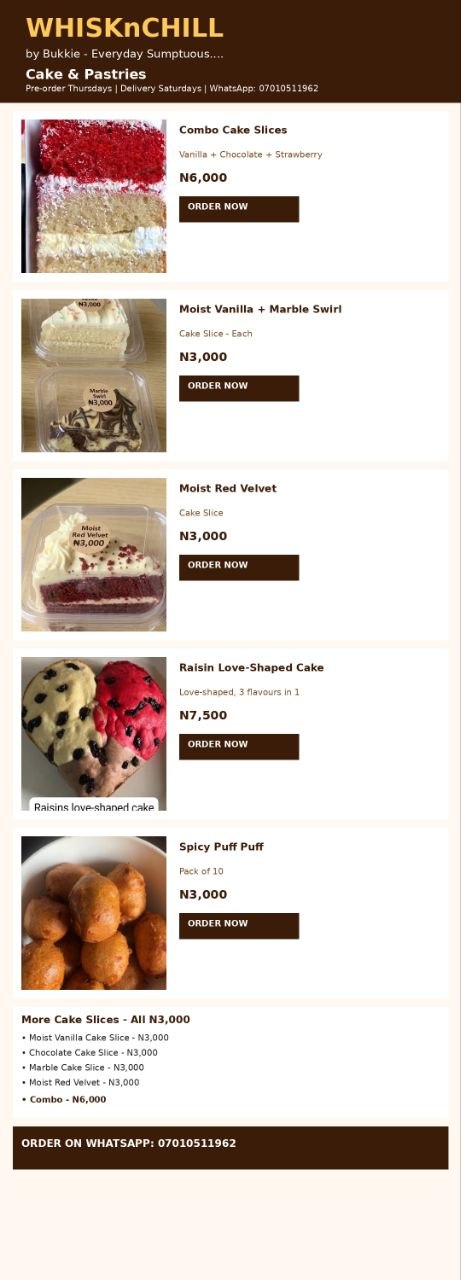 WHISKnCHILL
by Bukkie - Everyday Sumptuous....
Cake & Pastries
Pre-order Thursdays | Delivery Saturdays | WhatsApp: 07010511962
Combo Cake Slices
Vanilla + Chocolate + Strawberry
N6,000
ORDER NOW
₦3,000
Marble
Swirl
₦3,000
Moist Vanilla + Marble Swirl
Cake Slice - Each
N3,000
ORDER NOW
Moist
Red Velvet
₦3,000
Moist Red Velvet
Cake Slice
N3,000
ORDER NOW
Raisins love-shaped cake
Raisin Love-Shaped Cake
Love-shaped, 3 flavours in 1
N7,500
ORDER NOW
Spicy Puff Puff
Pack of 10
N3,000
ORDER NOW
More Cake Slices - All N3,000
• Moist Vanilla Cake Slice - N3,000
• Chocolate Cake Slice - N3,000
• Marble Cake Slice - N3,000
• Moist Red Velvet - N3,000
• Combo - N6,000
ORDER ON WHATSAPP: 07010511962